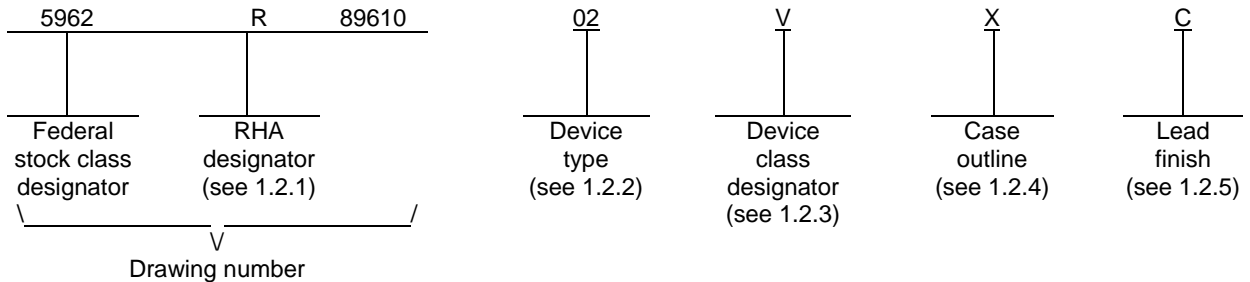 5962 R 89610 02 V X C
Federal RHA Device Device Case Lead
stock class designator type class outline finish
designator (see 1.2.1) (see 1.2.2) designator (see 1.2.4) (see 1.2.5)
(see 1.2.3)
Drawing number